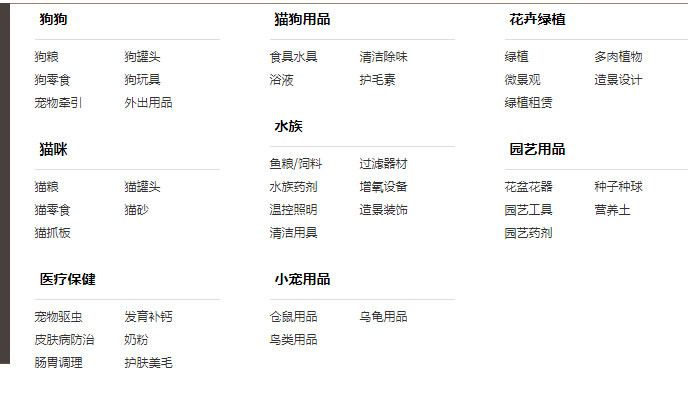 狗狗
狗粮 狗罐头
狗零食 狗玩具
宠物牵引 外出用品
猫咪
猫粮 猫罐头
猫零食 猫砂
猫抓板
医疗保健
宠物驱虫 发育补钙
皮肤病防治 奶粉
肠胃调理 护肤美毛
猫狗用品
食具水具 清洁除味
浴液 护毛素
水族
鱼粮/饲料 过滤器材
水族药剂 增氧设备
温控照明 造景装饰
清洁用具
小宠用品
仓鼠用品 乌龟用品
鸟类用品
花卉绿植
绿植 多肉植物
微景观 造景设计
绿植租赁
园艺用品
花盆花器 种子种球
园艺工具 营养土
园艺药剂